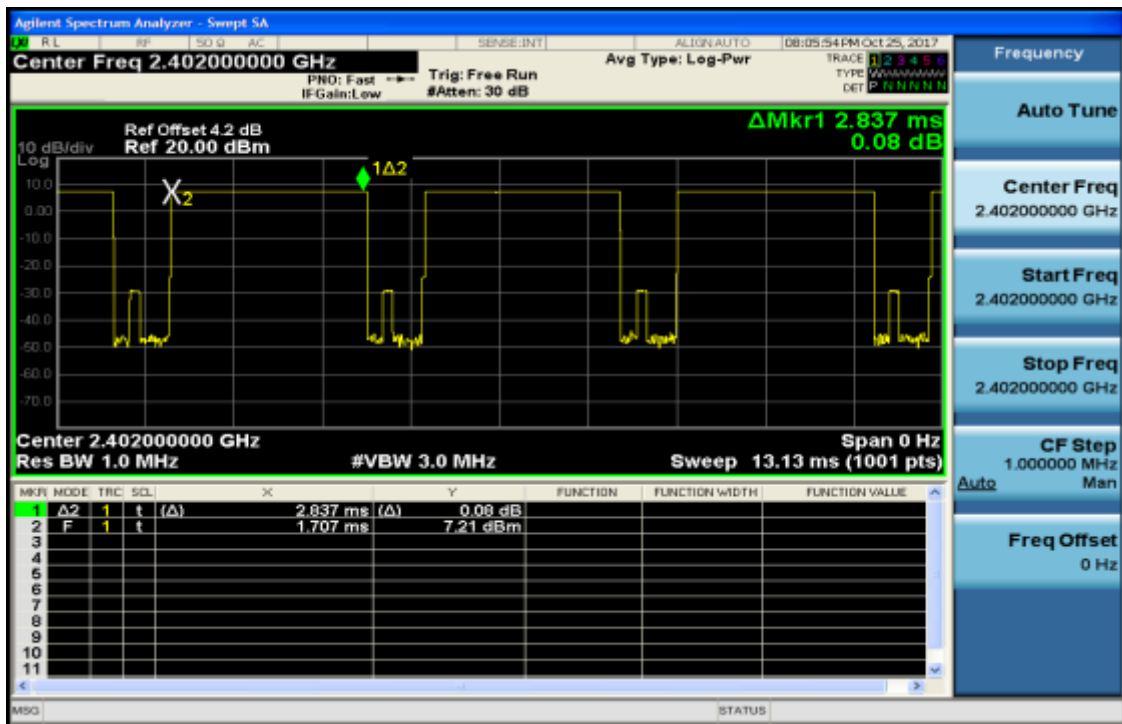 Agilent Spectrum Analyzer - Swept SA
RL RF 50 Ω AC SENSE:INT ALIGNAUTO 08:05:54 PM Oct 25, 2017
Center Freq 2.402000000 GHz
PNO: Fast
IFGain:Low
Trig: Free Run
#Atten: 30 dB
Avg Type: Log-Pwr
TRACE 1 2 3 4 5 6
TYPE
DET P N N N N N
Ref Offset 4.2 dB
10 dB/div Ref 20.00 dBm
Log
ΔMkr1 2.837 ms
0.08 dB
1Δ2
X2
10.0
0.00
-10.0
-20.0
-30.0
-40.0
-50.0
-60.0
-70.0
Center 2.402000000 GHz Span 0 Hz
Res BW 1.0 MHz #VBW 3.0 MHz Sweep 13.13 ms (1001 pts)
MKR MODE TRC SCL X Y FUNCTION FUNCTION WIDTH FUNCTION VALUE
1 Δ2 1 t (Δ) 2.837 ms (Δ) 0.08 dB
2 F 1 t 1.707 ms 7.21 dBm
3
4
5
6
7
8
9
10
11
MSG STATUS
Frequency
Auto Tune
Center Freq
2.402000000 GHz
Start Freq
2.402000000 GHz
Stop Freq
2.402000000 GHz
CF Step
1.000000 MHz
Auto Man
Freq Offset
0 Hz